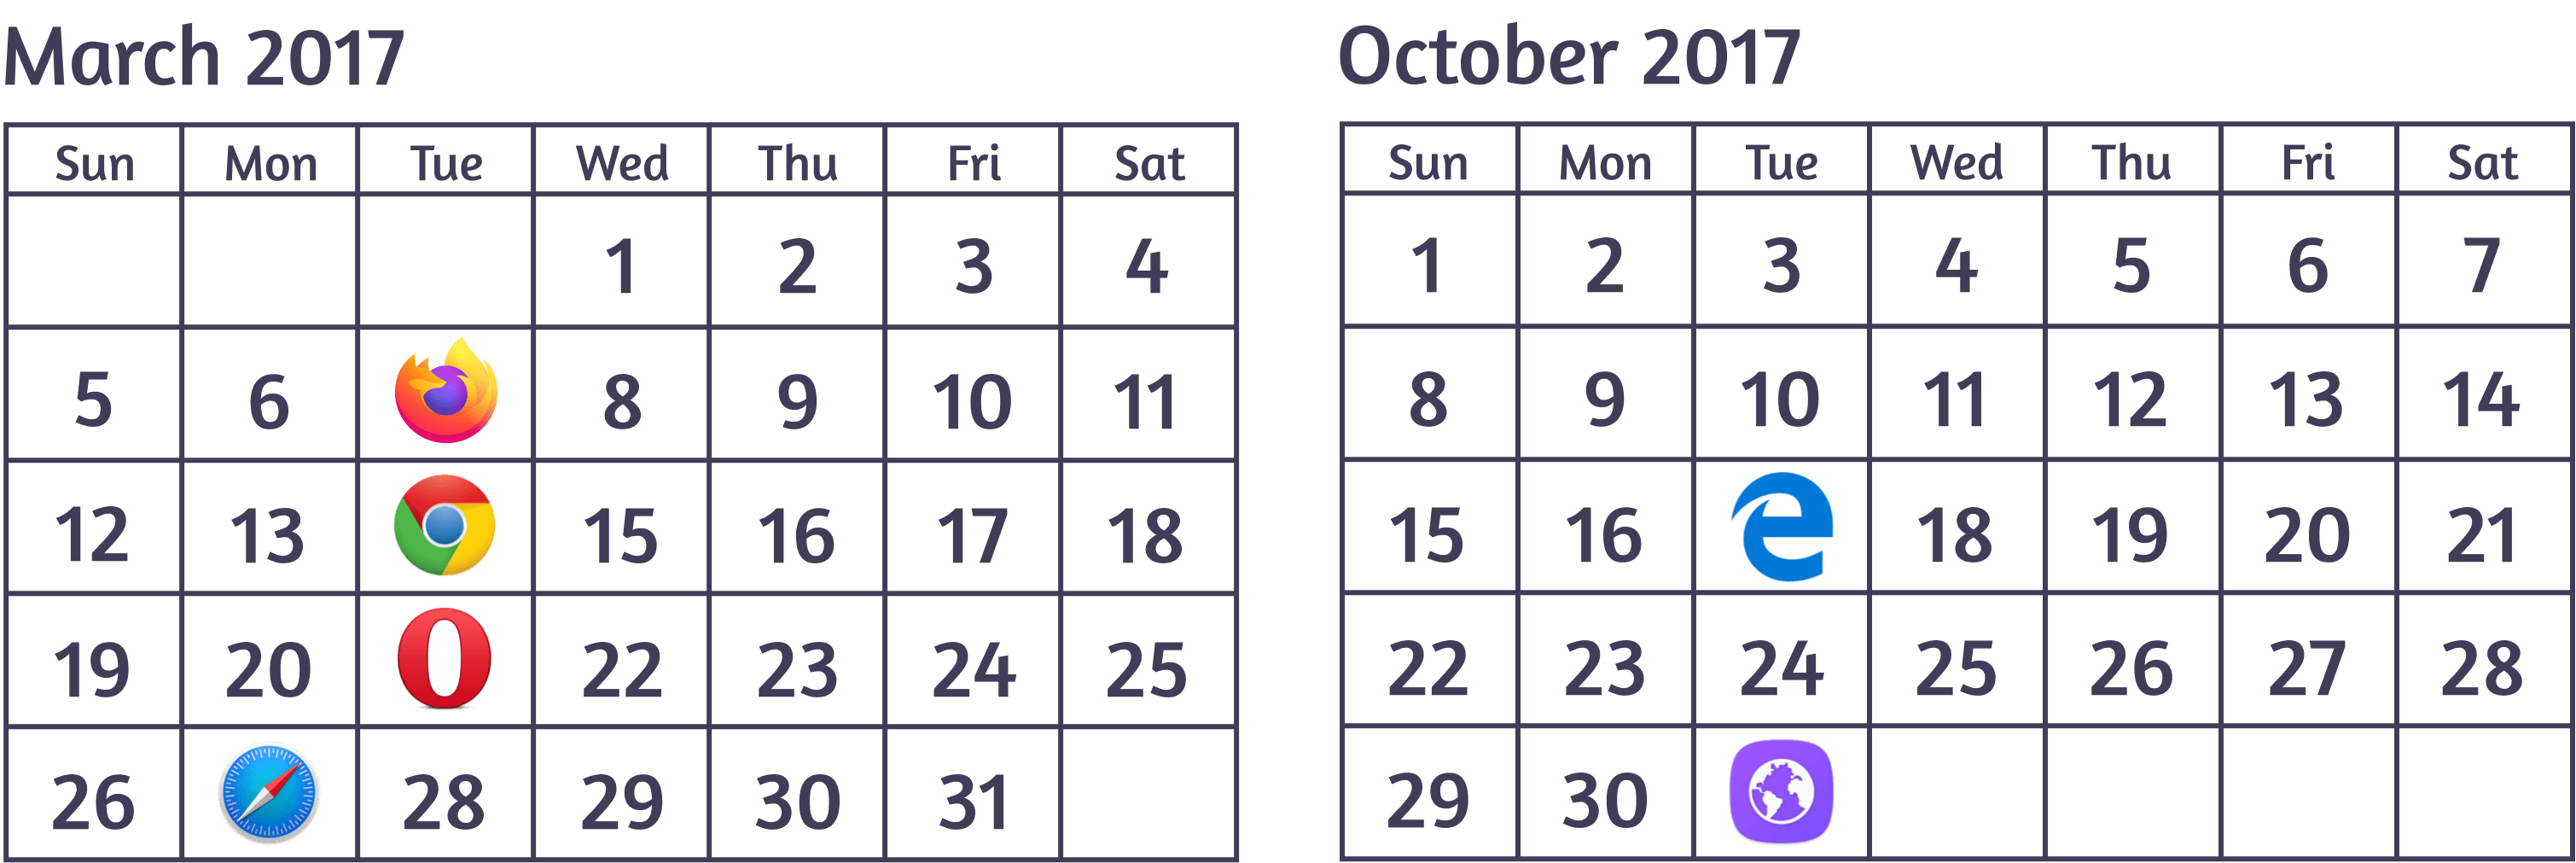 March 2017
Sun Mon Tue Wed Thu Fri Sat
1 2 3 4
5 6 8 9 10 11
12 13 15 16 17 18
19 20 22 23 24 25
26 28 29 30 31
October 2017
Sun Mon Tue Wed Thu Fri Sat
1 2 3 4 5 6 7
8 9 10 11 12 13 14
15 16 18 19 20 21
22 23 24 25 26 27 28
29 30